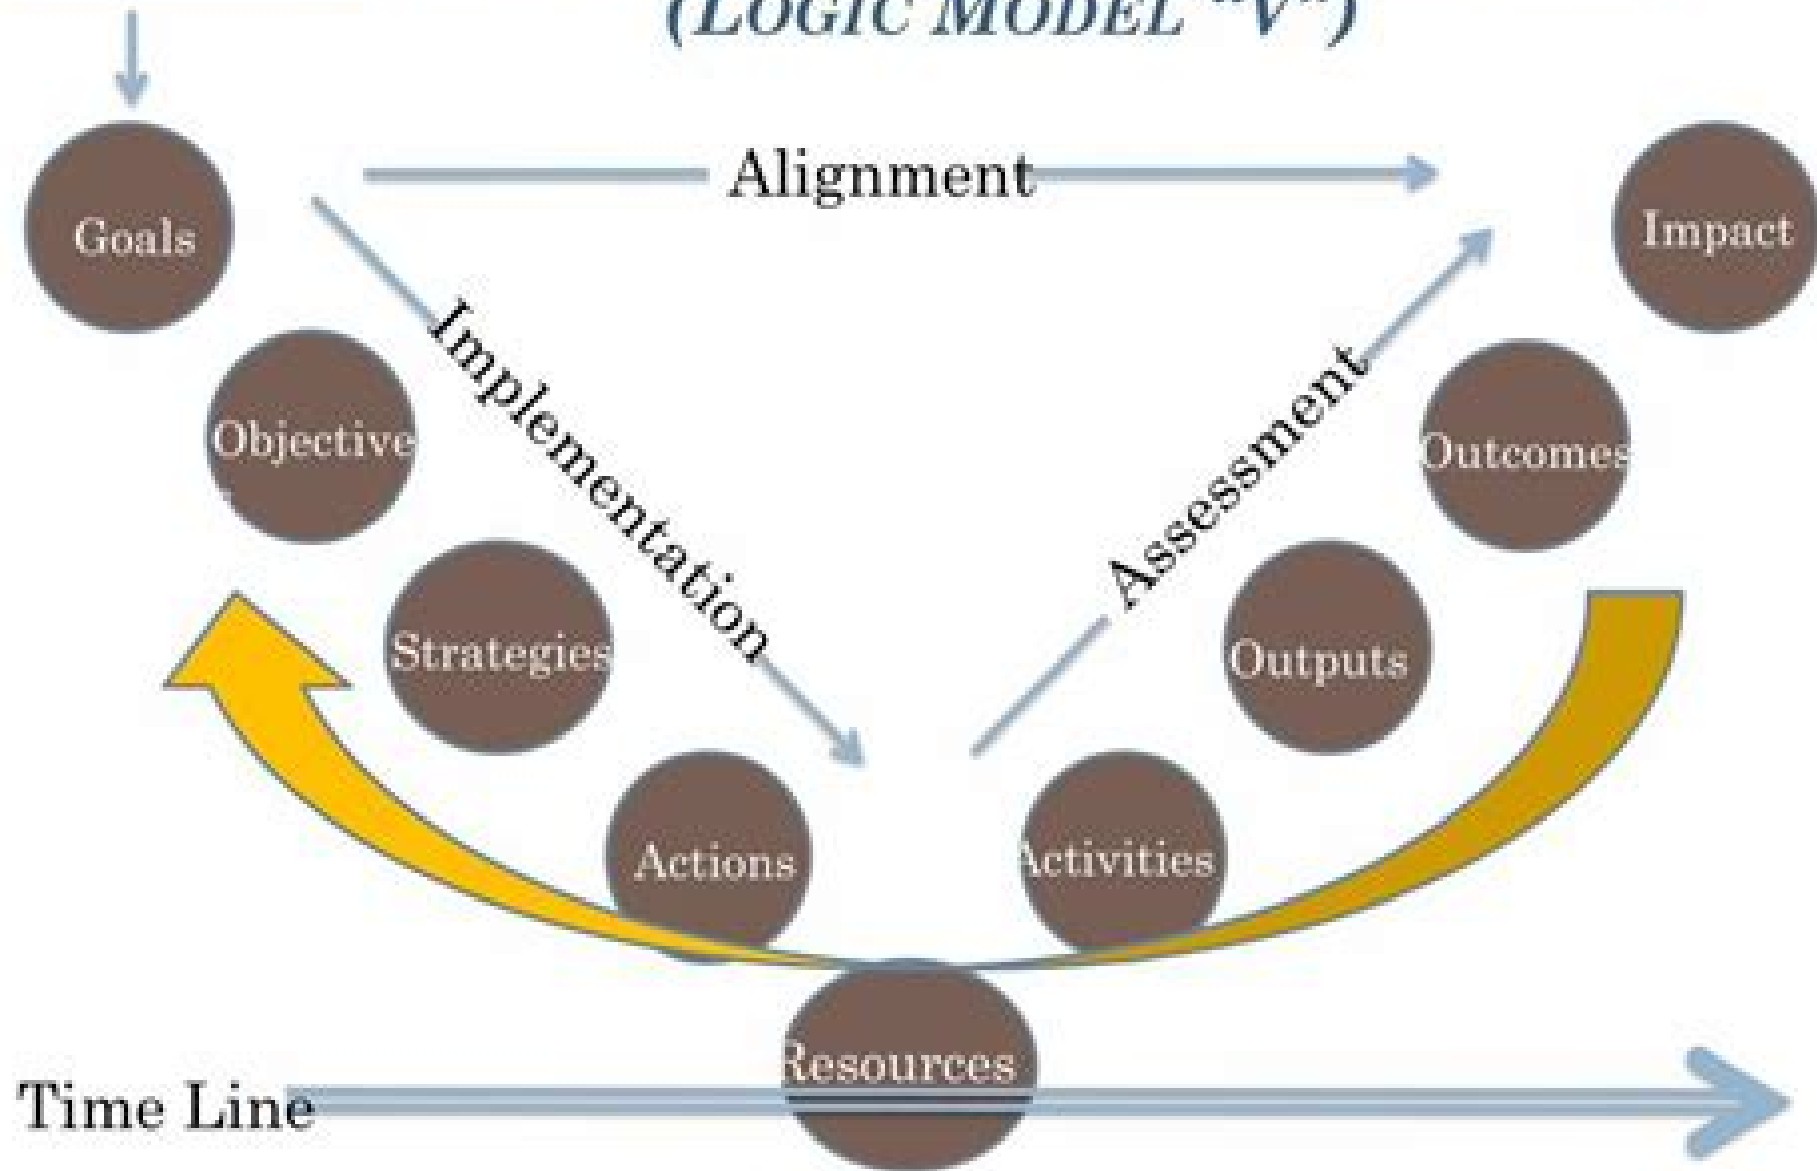 (LOGIC MODEL "V")
Alignment
Goals
Impact
Implementation
Assessment
Objective
Outcomes
Strategies
Outputs
Actions
Activities
Resources
Time Line